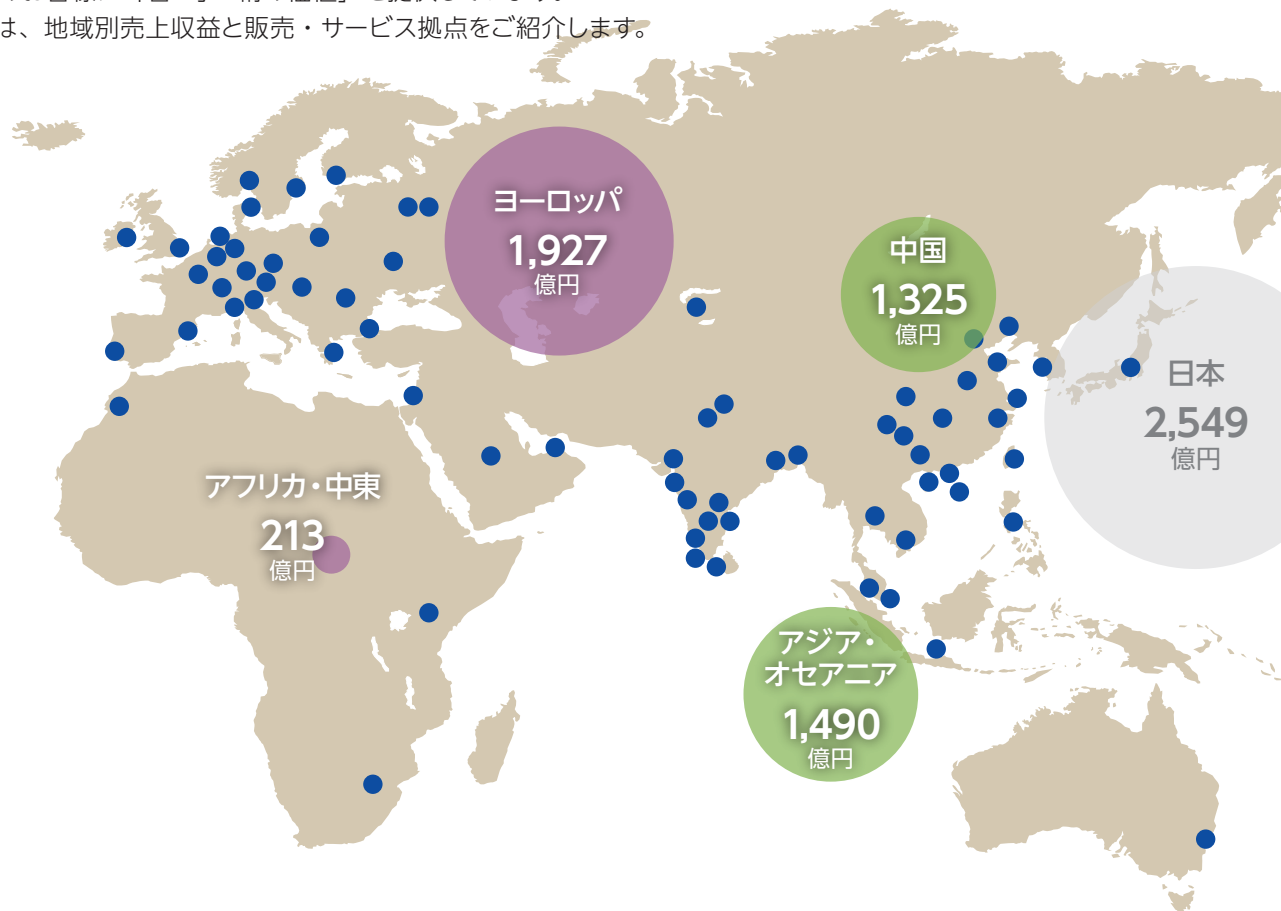 は、地域別売上収益と販売・サービス拠点をご紹介します。
ヨーロッパ
1,927
億円
中国
1,325
億円
日本
2,549
億円
アフリカ・中東
213
億円
アジア・
オセアニア
1,490
億円